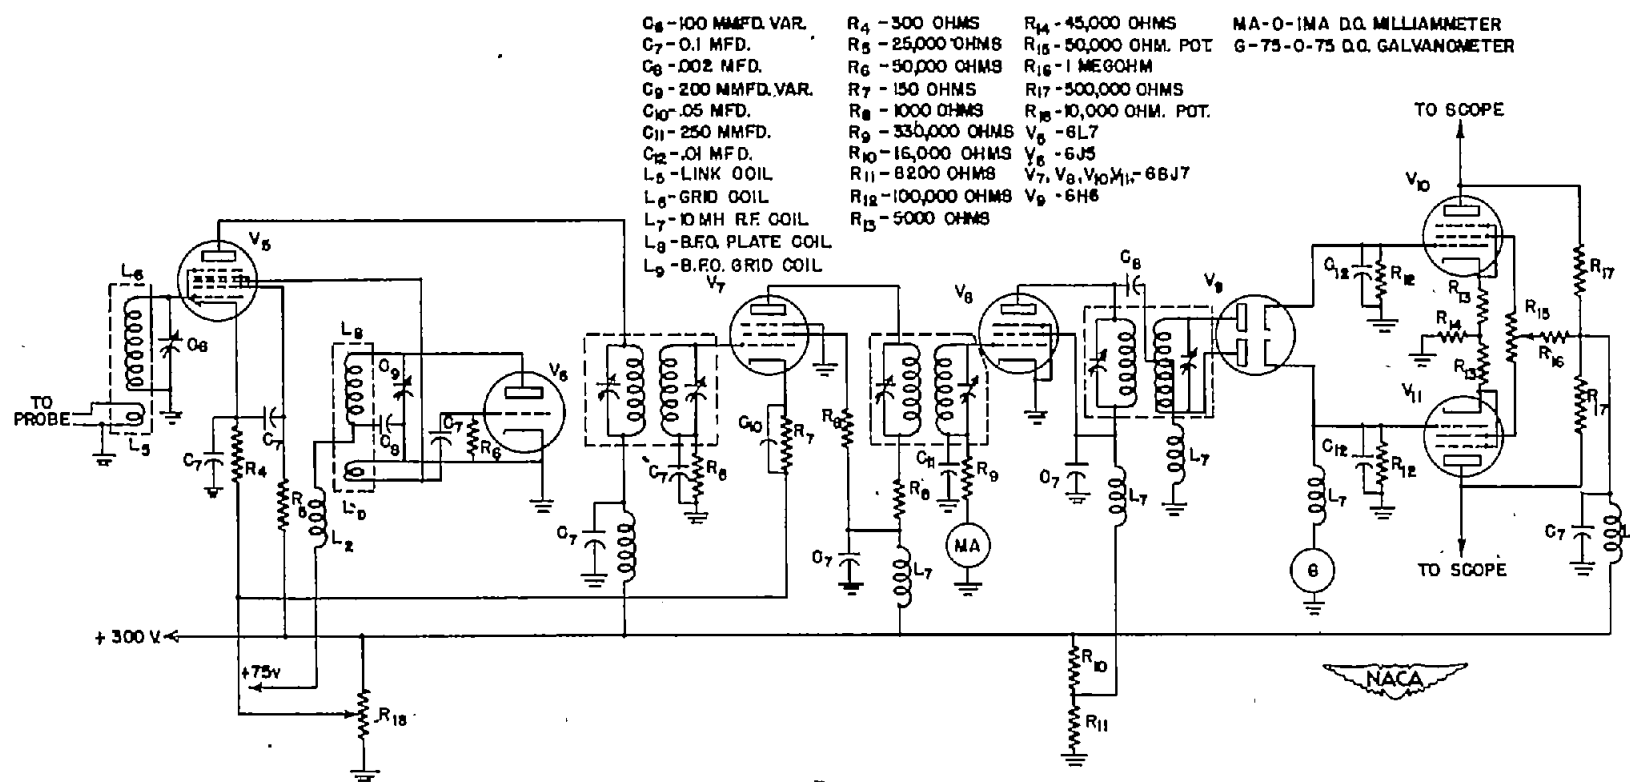 C6-100 MMFD. VAR.
C7-0.1 MFD.
C8-.002 MFD.
C9-200 MMFD. VAR.
C10-.05 MFD.
C11-250 MMFD.
C12-.01 MFD.
L5-LINK COIL
L6-GRID COIL
L7-10 MH R.F. COIL
L8-B.F.O. PLATE COIL
L9-B.F.O. GRID COIL
R4-300 OHMS
R5-25,000 OHMS
R6-50,000 OHMS
R7-150 OHMS
R8-1000 OHMS
R9-330,000 OHMS
R10-16,000 OHMS
R11-8200 OHMS
R12-100,000 OHMS
R13-5000 OHMS
R14-45,000 OHMS
R15-50,000 OHM. POT.
R16-1 MEGOHM
R17-500,000 OHMS
R18-10,000 OHM. POT.
V5-6L7
V6-6J5
V7, V8, V10, V11,-6SJ7
V9-6H6
MA-0-1MA D.C. MILLIAMMETER
G-75-0-75 D.C. GALVANOMETER
TO SCOPE
V10
V5
L6
V7
C8
V8
V9
C12
R12
R13
R17
L8
C6
C9
V6
R14
R15
R16
R13
V11
R17
TO
PROBE
L5
C7
C7
R4
C8
C7
R6
C10
R7
R8
C7
R8
C11
R9
C7
L7
L7
C12
R12
L7
R5
L9
L2
C7
C7
R8
L7
MA
G
C7
L
TO SCOPE
+300 V.
+75V
R18
R10
R11
NACA